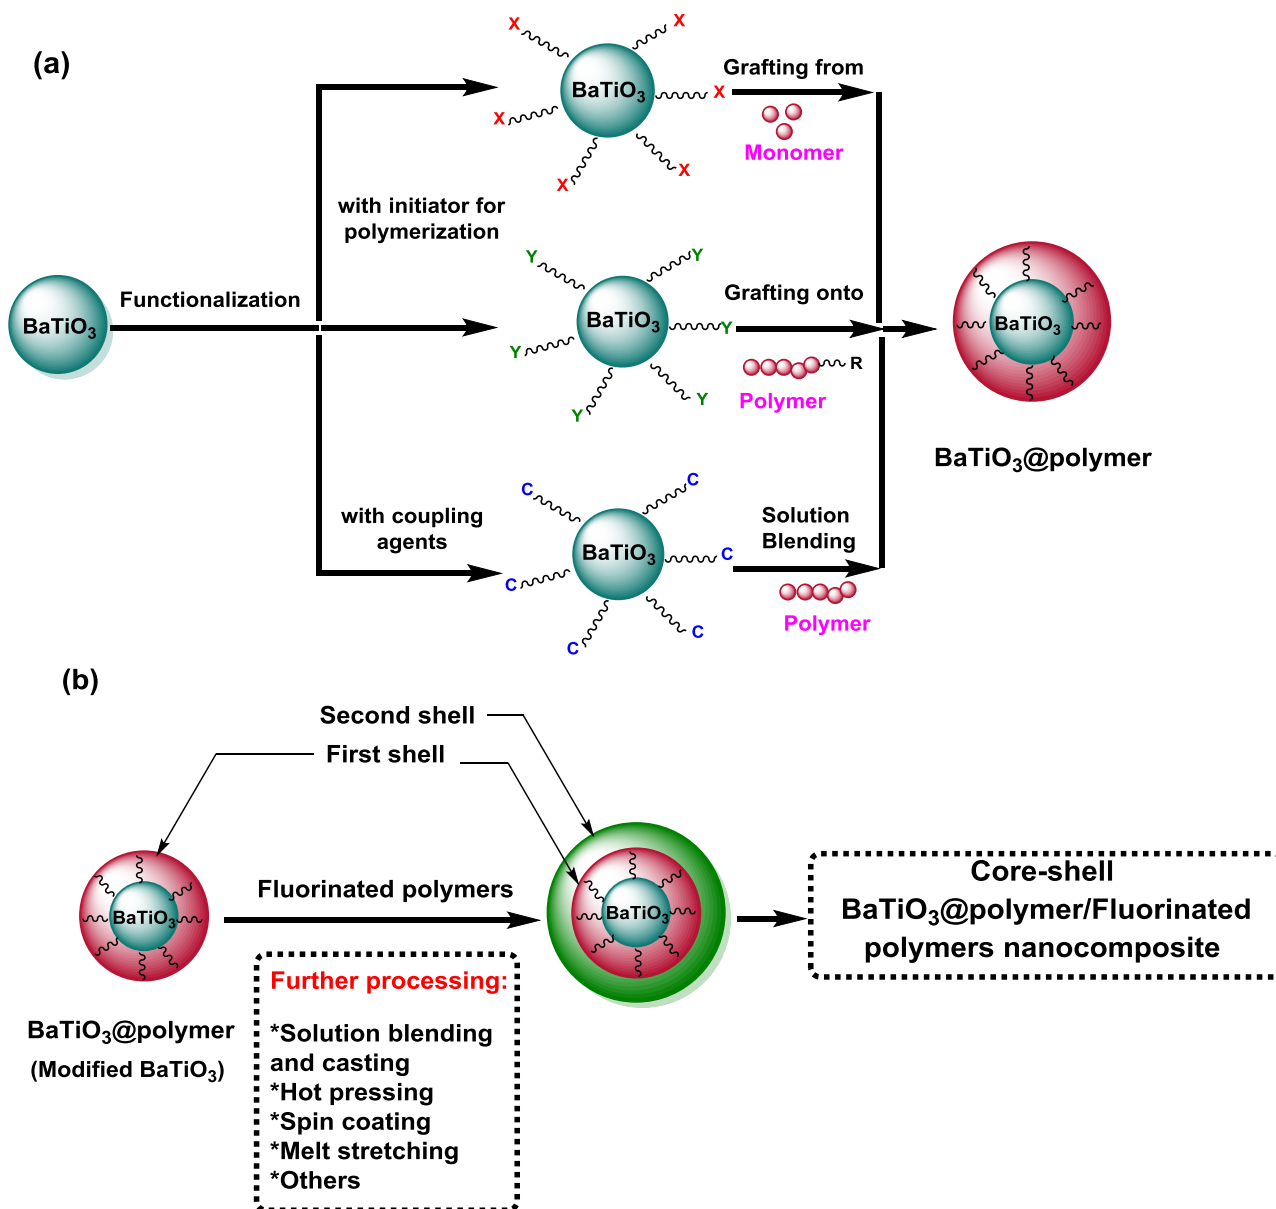 (a)
X
X
BaTiO3
X
X
X
X
Grafting from
Monomer
with initiator for
polymerization
BaTiO3
Functionalization
Y
Y
BaTiO3
Y
Y
Y
Y
Grafting onto
R
Polymer
BaTiO3
BaTiO3@polymer
with coupling
agents
C
C
BaTiO3
C
C
C
C
Solution
Blending
Polymer
(b)
Second shell
First shell
BaTiO3
BaTiO3@polymer
(Modified BaTiO3)
Fluorinated polymers
Further processing:
*Solution blending
and casting
*Hot pressing
*Spin coating
*Melt stretching
*Others
BaTiO3
Core-shell
BaTiO3@polymer/Fluorinated
polymers nanocomposite